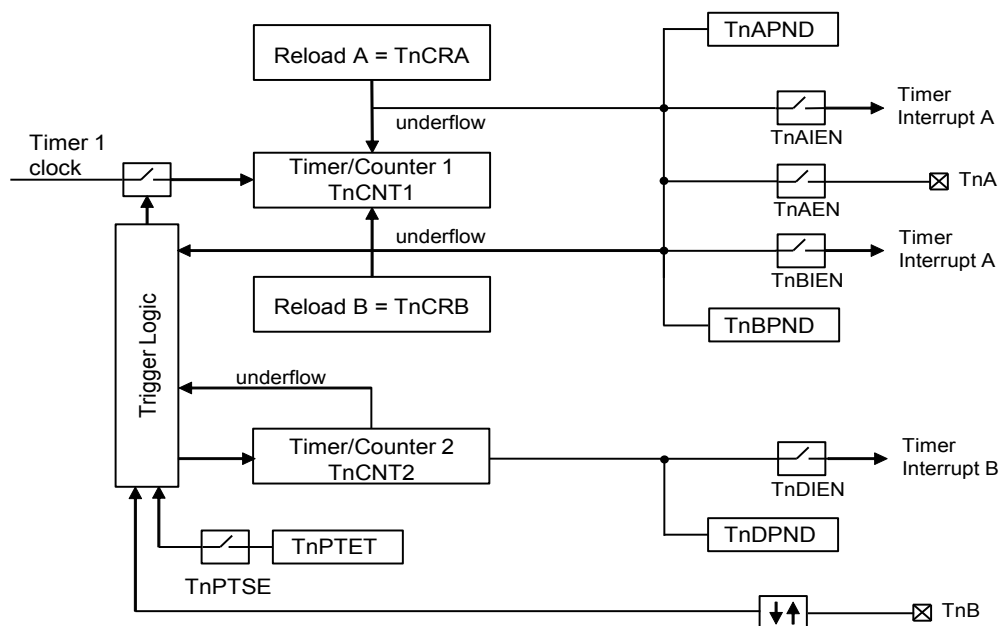 TnAPND
Reload A = TnCRA
underflow
Timer
Interrupt A
TnAIEN
Timer 1
clock
Timer/Counter 1
TnCNT1
TnA
TnAEN
underflow
Timer
Interrupt A
TnBIEN
Reload B = TnCRB
TnBPND
Trigger Logic
underflow
Timer/Counter 2
TnCNT2
Timer
Interrupt B
TnDIEN
TnPTET
TnDPND
TnPTSE
TnB